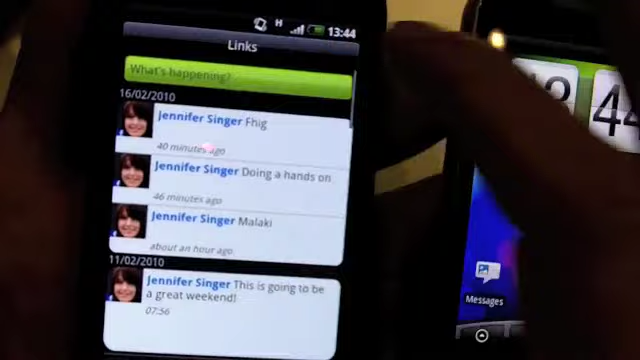 H 13:44
Links
What's happening?
16/02/2010
Jennifer Singer Fhig
40 minutes ago
Jennifer Singer Doing a hands on
46 minutes ago
Jennifer Singer Malaki
about an hour ago
11/02/2010
Jennifer Singer This is going to be
a great weekend!
07:56
44
Messages